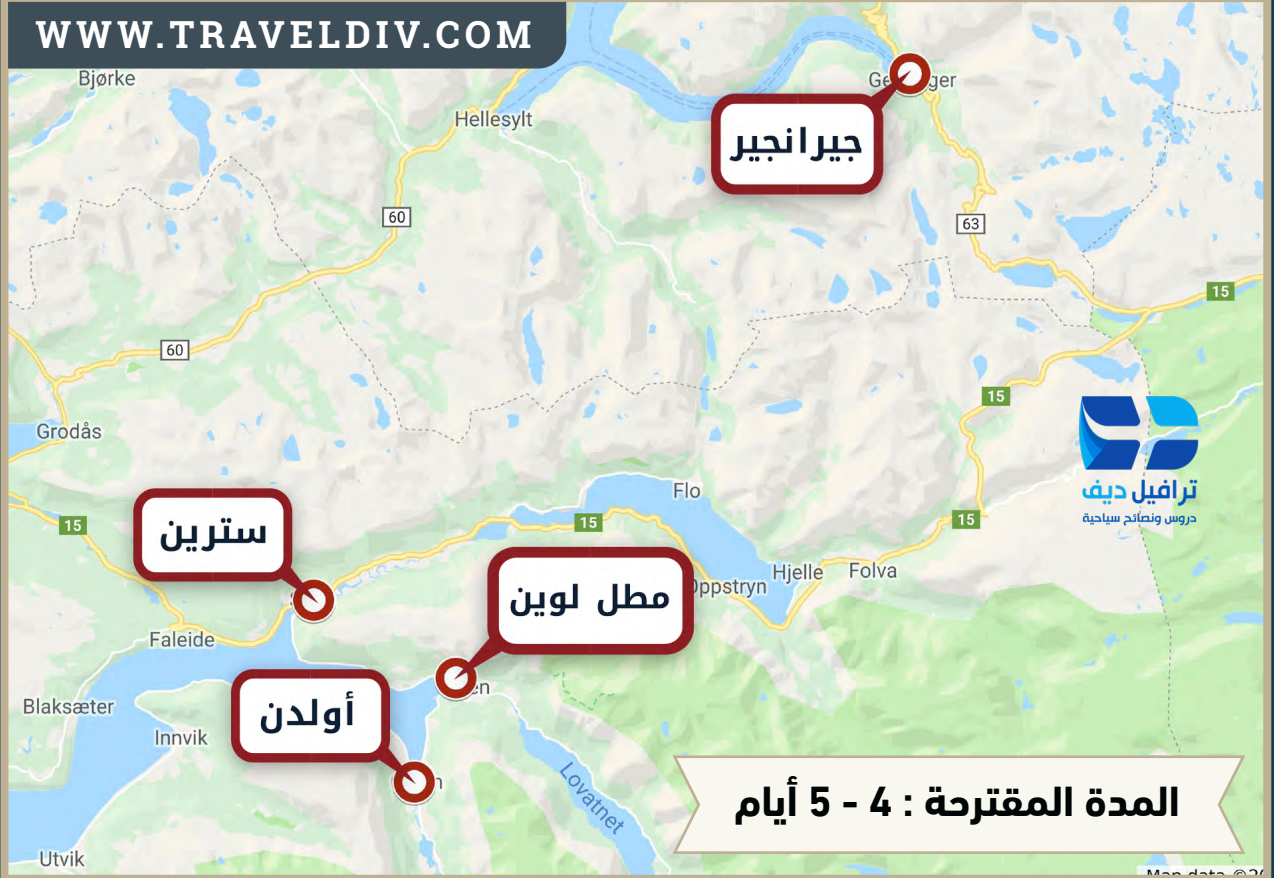 WWW.TRAVELDIV.COM
Bjørke
Hellesylt
جيرانجير
60
63
15
60
15
Grodås
ترافيل ديف
دروس ونصائح سياحية
Flo
15
15
15
سترين
Hjelle
Folva
Oppstryn
مطل لوين
Faleide
أولدن
Blaksæter
Innvik
Lovatnet
المدة المقترحة : 4 - 5 أيام
Utvik